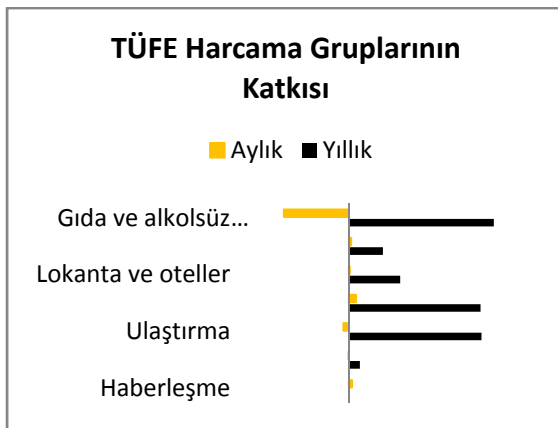 TÜFE Harcama Gruplarının
Katkısı
Aylık Yıllık
Gıda ve alkolsüz...
Lokanta ve oteller
Ulaştırma
Haberleşme